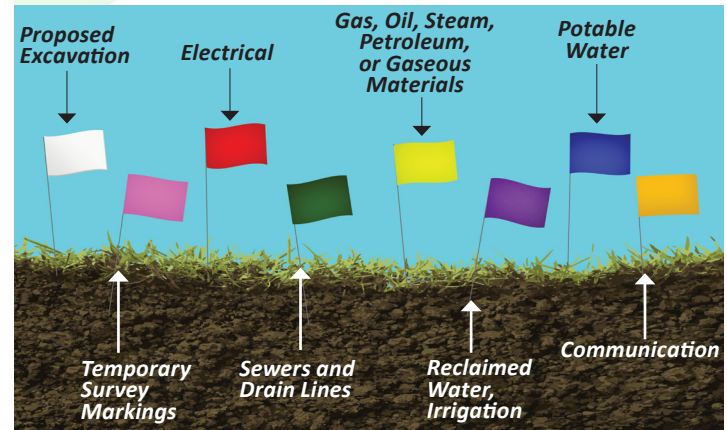 Proposed
Excavation
Electrical
Gas, Oil, Steam,
Petroleum,
or Gaseous
Materials
Potable
Water
Temporary
Survey
Markings
Sewers and
Drain Lines
Reclaimed
Water,
Irrigation
Communication